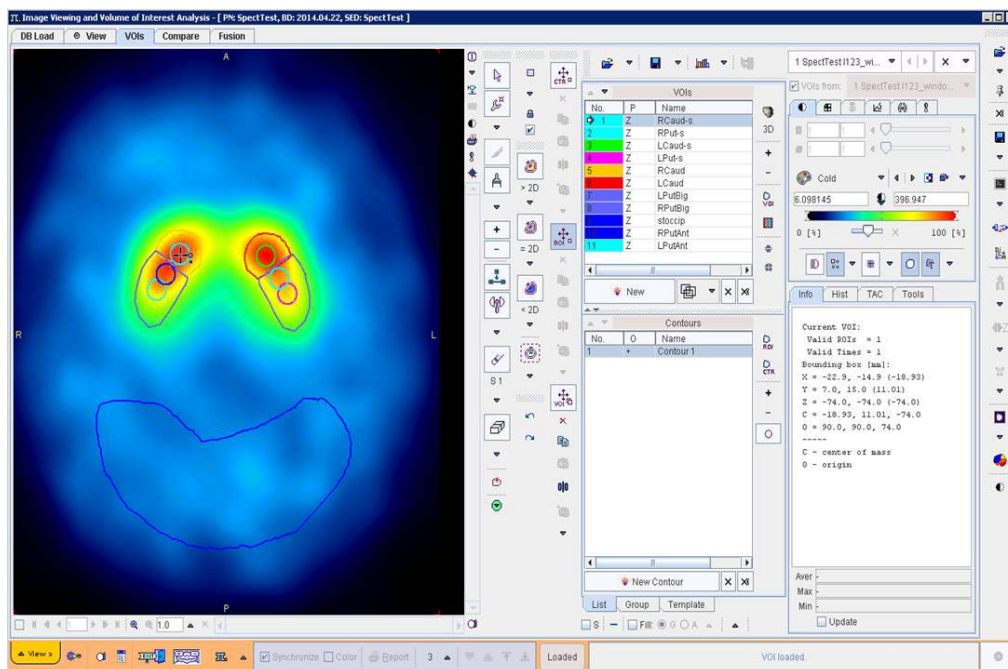 Image Viewing and Volume of Interest Analysis - [ PN: SpectTest, BD: 2014.04.22, SED: SpectTest ]
DB Load
View
VOIs
Compare
Fusion
A
R
L
P
1.0
CTR
> 2D
ROI
= 2D
< 2D
S 1
VOI
VOIs
No. P Name
1 Z RCaud-s
2 Z RPut-s
3 Z LCaud-s
4 Z LPut-s
5 Z RCaud
6 Z LCaud
7 Z LPutBig
8 Z RPutBig
9 Z stoccip
10 Z RPutAnt
11 Z LPutAnt
New
3D
VOI
Contours
No. O Name
1 + Contour 1
ROI
CTR
New Contour
List
Group
Template
S
Fill:
G
A
1 SpectTest I123_wi...
VOIs from: 1 SpectTest I123_windo...
Cold
6.098145
396.947
0 [%]
100 [%]
Info
Hist
TAC
Tools
Current VOI:
Valid ROIs = 1
Valid Times = 1
Bounding box [mm]:
X = -22.9, -14.9 (-18.93)
Y = 7.0, 15.0 (11.01)
Z = -74.0, -74.0 (-74.0)
C = -18.93, 11.01, -74.0
O = 90.0, 90.0, 74.0
-----
C - center of mass
O - origin
Aver -
Max -
Min -
Update
View »
Synchronize
Color
Report
3
Loaded
VOI loaded.